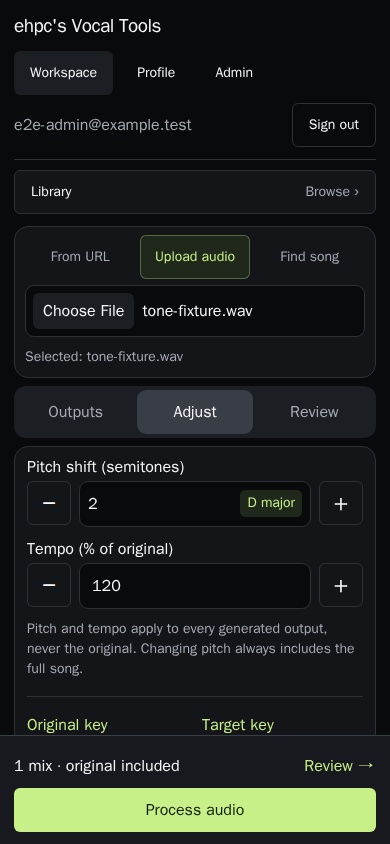 ehpc's Vocal Tools
Workspace Profile Admin
e2e-admin@example.test Sign out
Library Browse ›
From URL Upload audio Find song
Choose File tone-fixture.wav
Selected: tone-fixture.wav
Outputs Adjust Review
Pitch shift (semitones)
− 2 D major +
Tempo (% of original)
− 120 +
Pitch and tempo apply to every generated output,
never the original. Changing pitch always includes the
full song.
Original key Target key
1 mix · original included Review →
Process audio